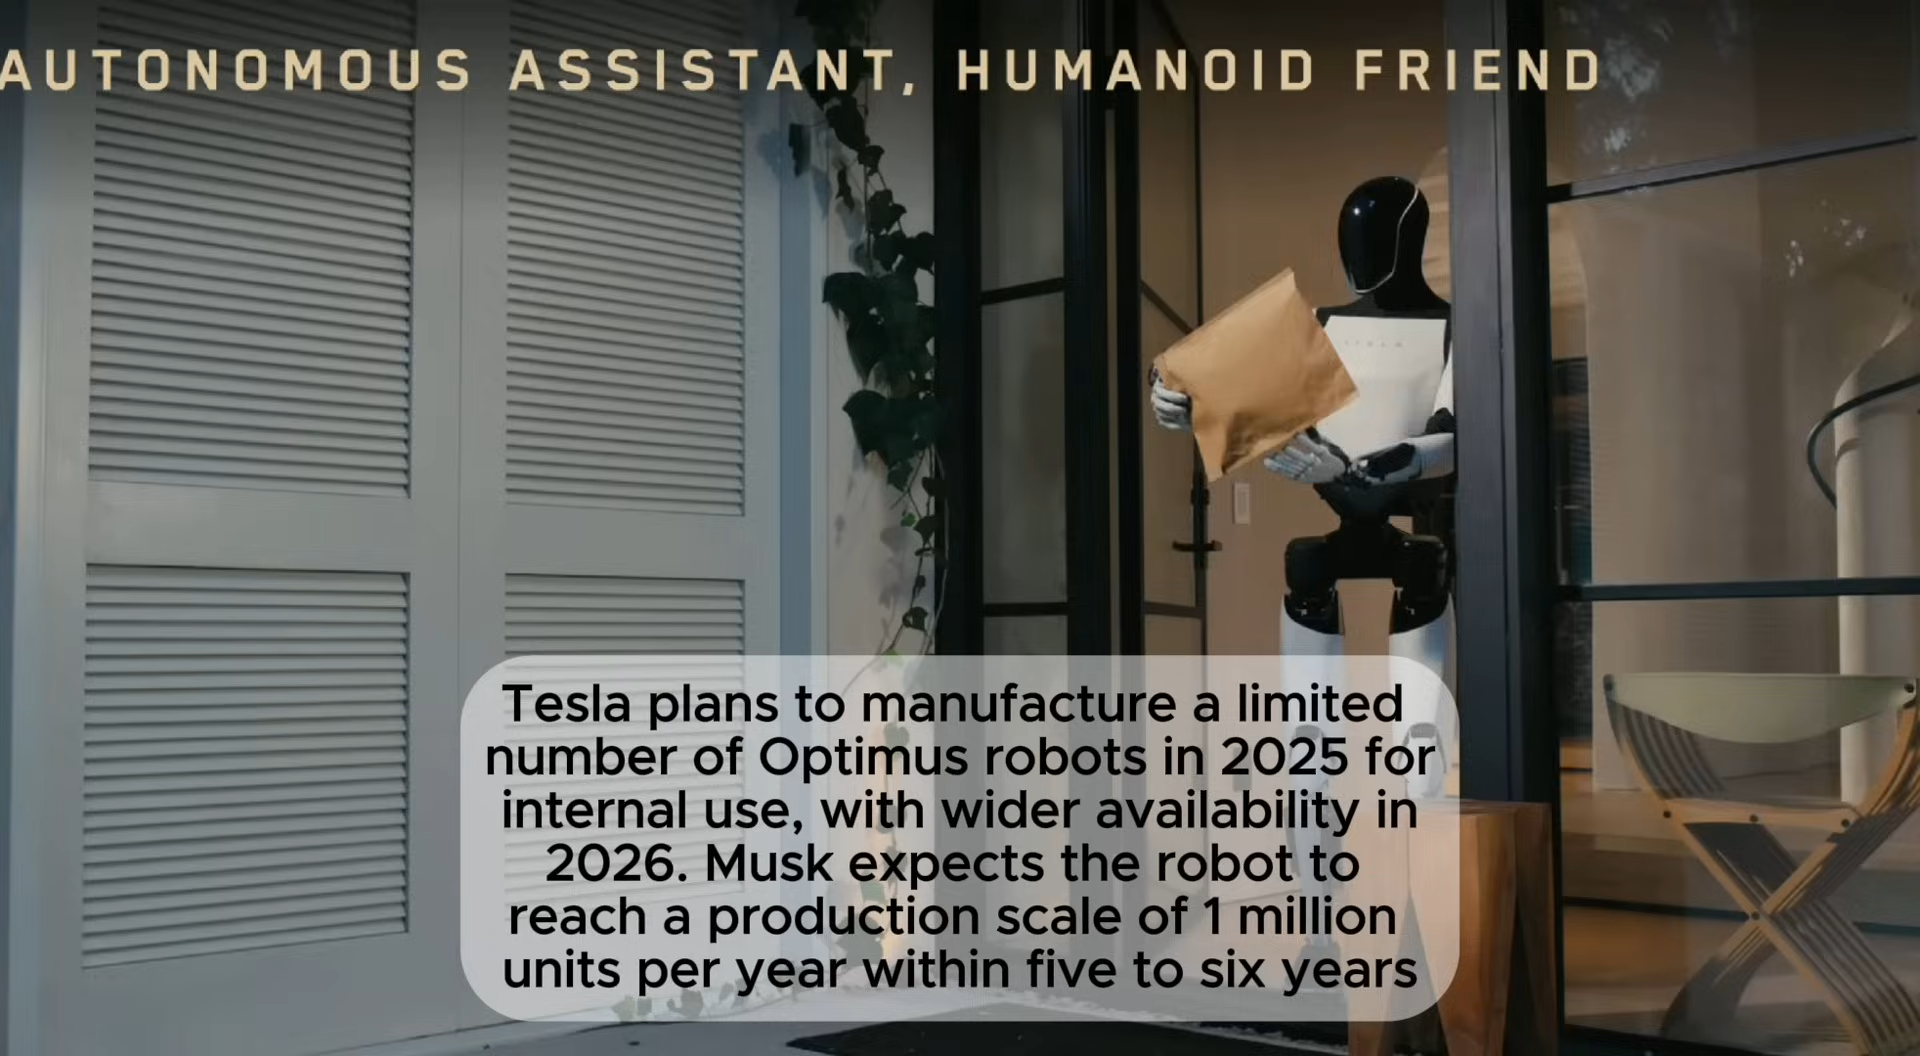 AUTONOMOUS ASSISTANT, HUMANOID FRIEND
TESLA
Tesla plans to manufacture a limited
number of Optimus robots in 2025 for
internal use, with wider availability in
2026. Musk expects the robot to
reach a production scale of 1 million
units per year within five to six years